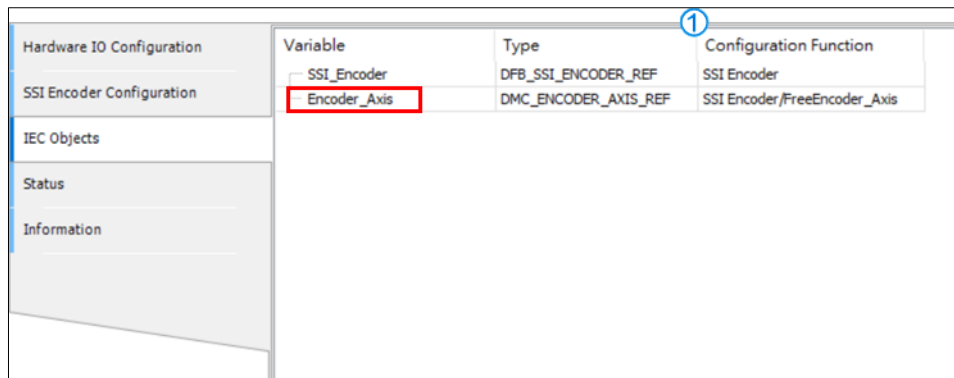 ①
Hardware IO Configuration
SSI Encoder Configuration
IEC Objects
Status
Information
Variable Type Configuration Function
SSI_Encoder DFB_SSI_ENCODER_REF SSI Encoder
Encoder_Axis DMC_ENCODER_AXIS_REF SSI Encoder/FreeEncoder_Axis